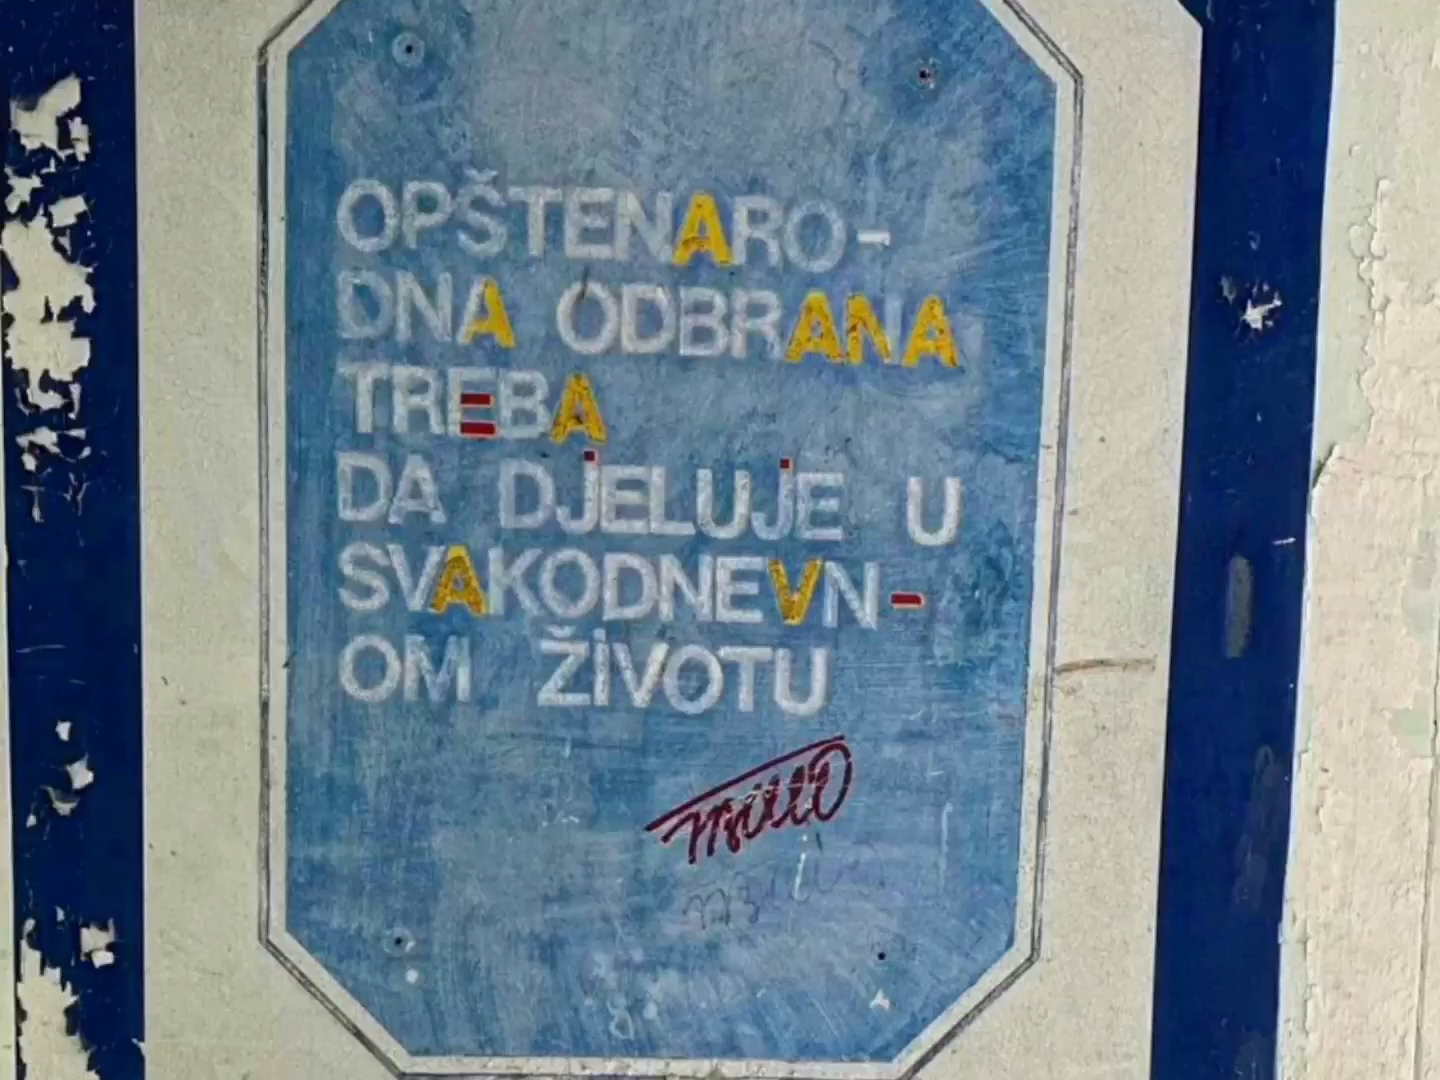 OPŠTENARO-
DNA ODBRANA
TREBA
DA DJELUJE U
SVAKODNEVN-
OM ŽIVOTU